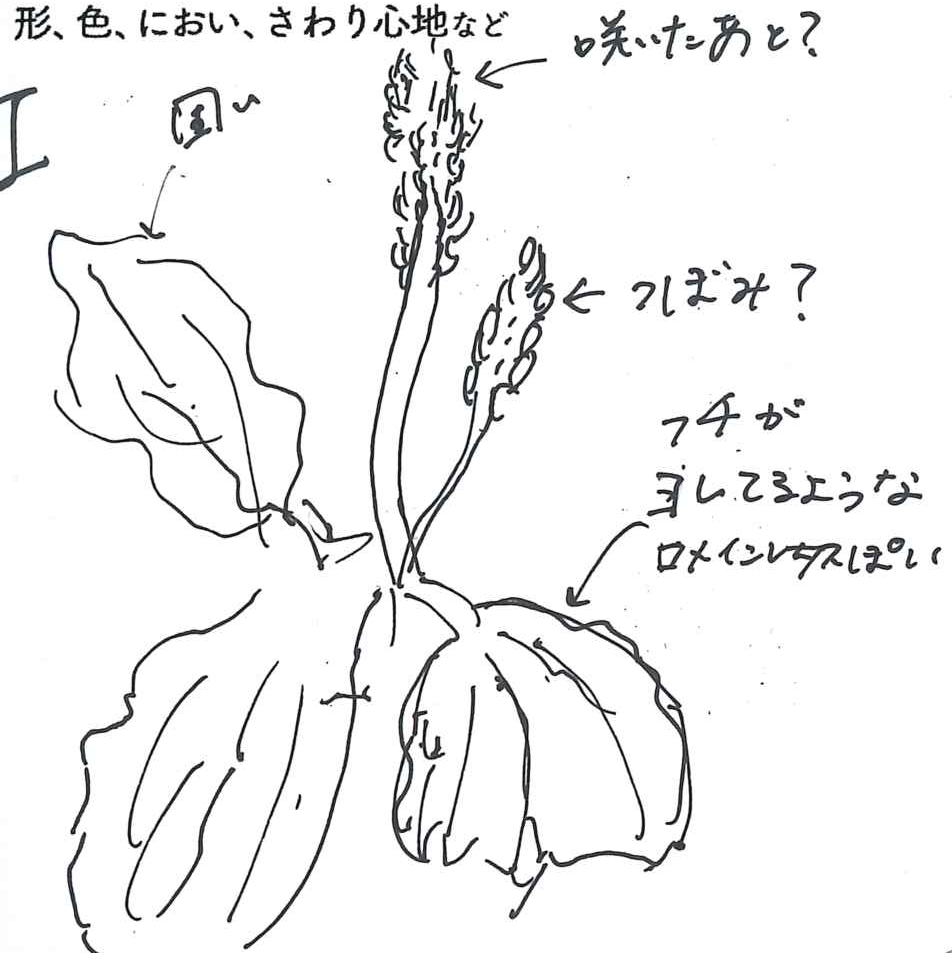 形、色、におい、さわり心地など
咲いたあと?
固い
つぼみ?
フチが
ヨレてるような
ロメインレタスぽい